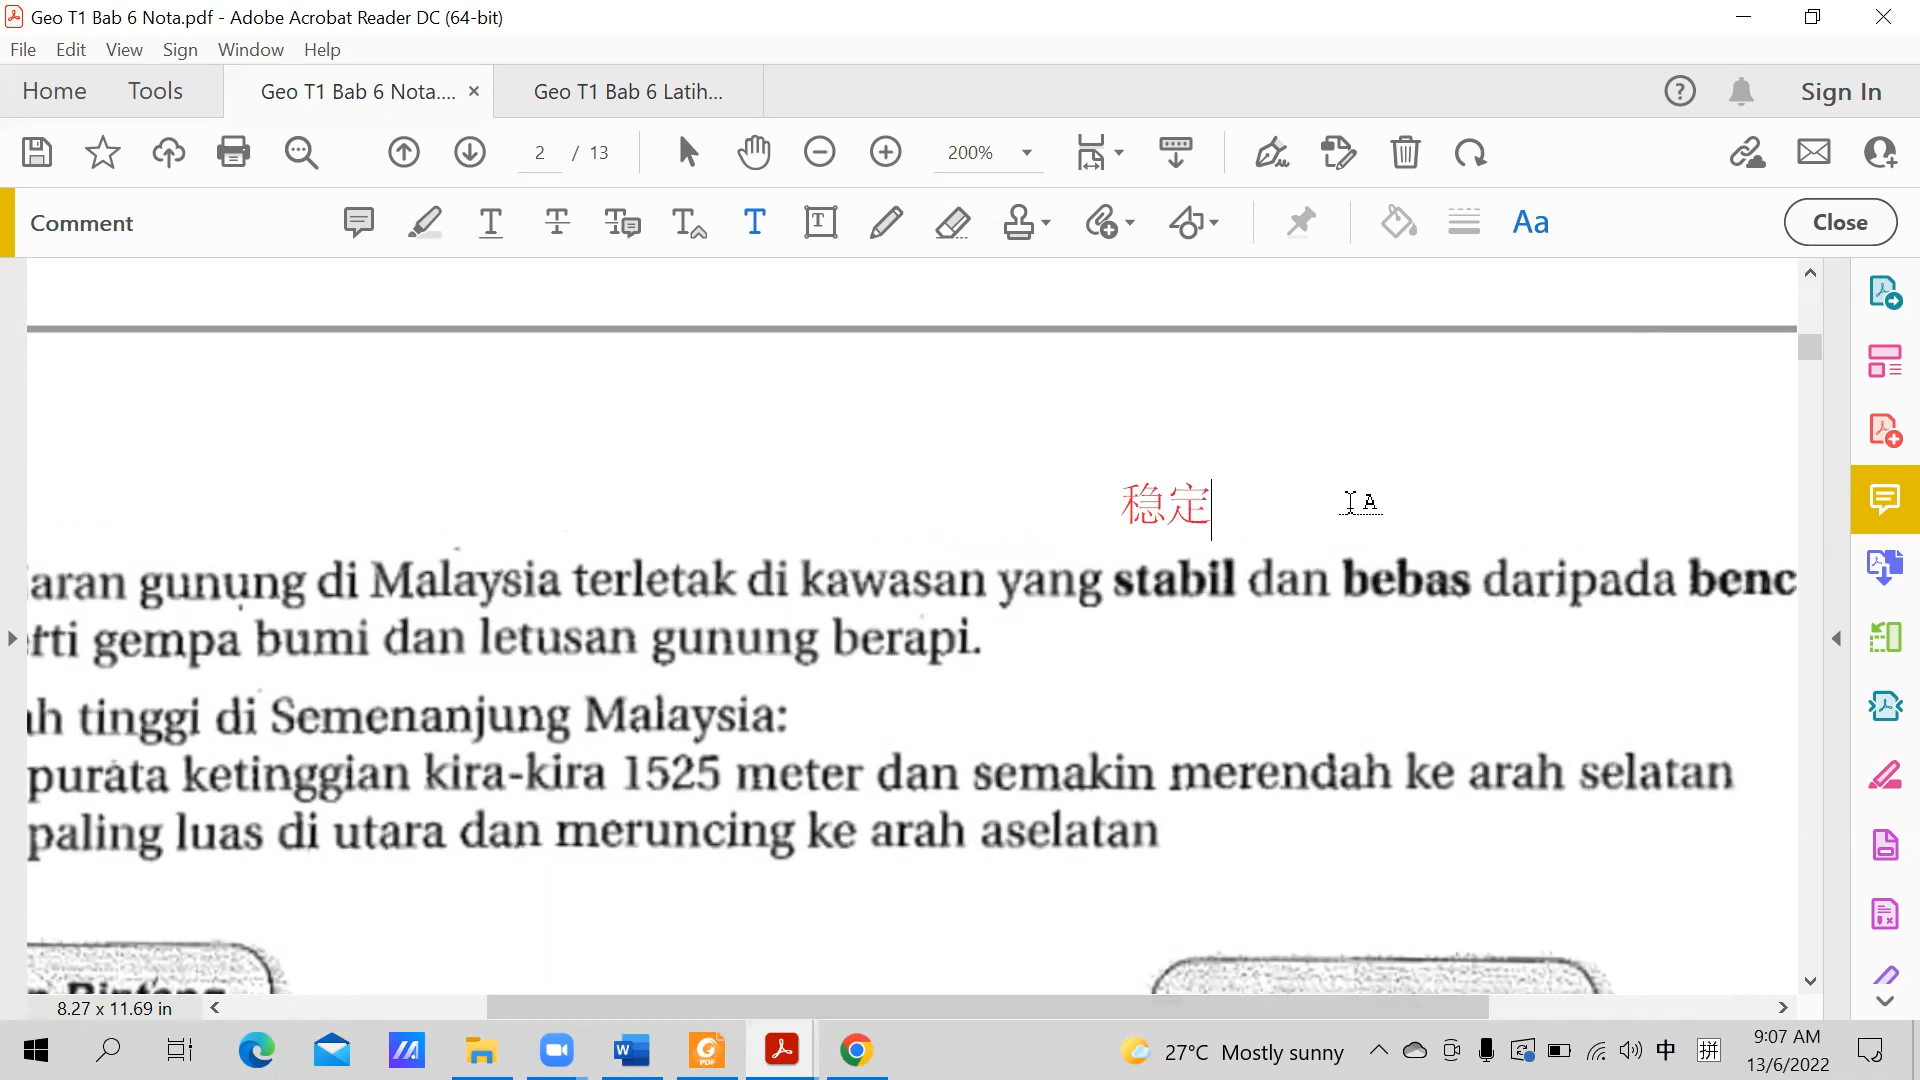 Geo T1 Bab 6 Nota.pdf - Adobe Acrobat Reader DC (64-bit)
File Edit View Sign Window Help
Home Tools Geo T1 Bab 6 Nota.... × Geo T1 Bab 6 Latih... Sign In
2 / 13 200%
Comment Aa Close
稳定
aran gunung di Malaysia terletak di kawasan yang stabil dan bebas daripada benc
rti gempa bumi dan letusan gunung berapi.
ah tinggi di Semenanjung Malaysia:
purata ketinggian kira-kira 1525 meter dan semakin merendah ke arah selatan
paling luas di utara dan meruncing ke arah aselatan
8.27 x 11.69 in
27°C Mostly sunny 中 拼 9:07 AM
13/6/2022